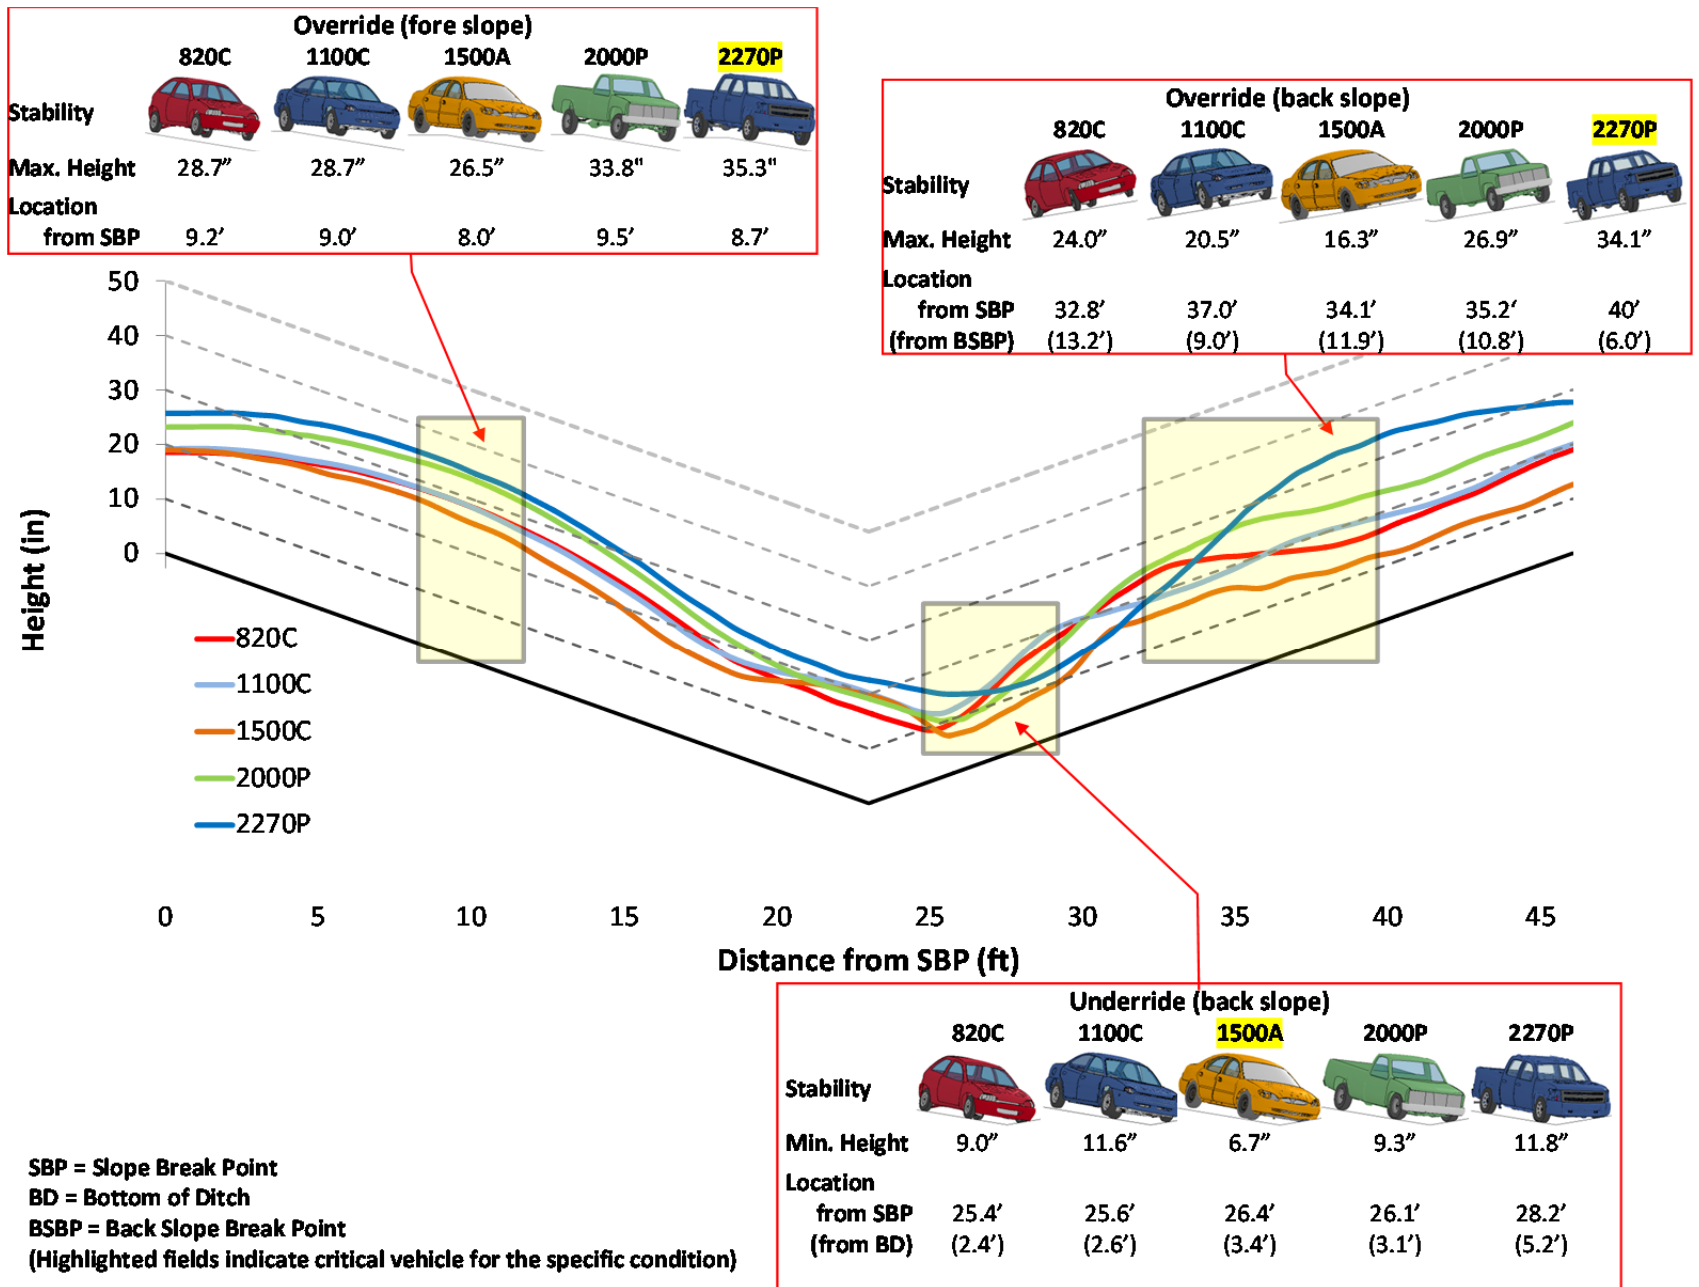 Override (fore slope)
820C 1100C 1500A 2000P 2270P
Stability
Max. Height 28.7” 28.7” 26.5” 33.8" 35.3"
Location
from SBP 9.2’ 9.0’ 8.0’ 9.5’ 8.7’
Override (back slope)
820C 1100C 1500A 2000P 2270P
Stability
Max. Height 24.0” 20.5” 16.3” 26.9” 34.1”
Location
from SBP 32.8’ 37.0’ 34.1’ 35.2‘ 40’
(from BSBP) (13.2’) (9.0’) (11.9’) (10.8’) (6.0’)
50
40
30
20
10
0
Height (in)
820C
1100C
1500C
2000P
2270P
0 5 10 15 20 25 30 35 40 45
Distance from SBP (ft)
Underride (back slope)
820C 1100C 1500A 2000P 2270P
Stability
Min. Height 9.0” 11.6” 6.7” 9.3” 11.8”
Location
from SBP 25.4’ 25.6’ 26.4’ 26.1’ 28.2’
(from BD) (2.4’) (2.6’) (3.4’) (3.1’) (5.2’)
SBP = Slope Break Point
BD = Bottom of Ditch
BSBP = Back Slope Break Point
(Highlighted fields indicate critical vehicle for the specific condition)